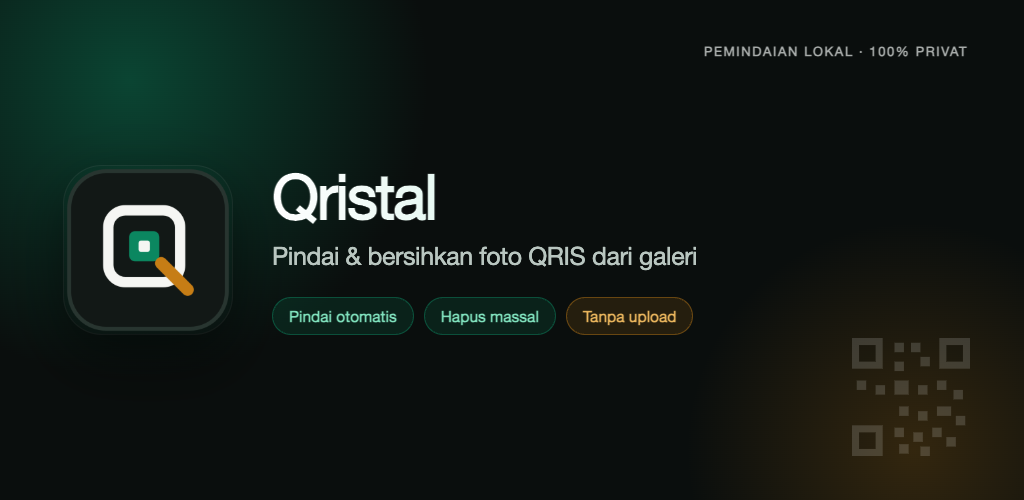 PEMINDAIAN LOKAL · 100% PRIVAT
Qristal
Pindai & bersihkan foto QRIS dari galeri
Pindai otomatis
Hapus massal
Tanpa upload